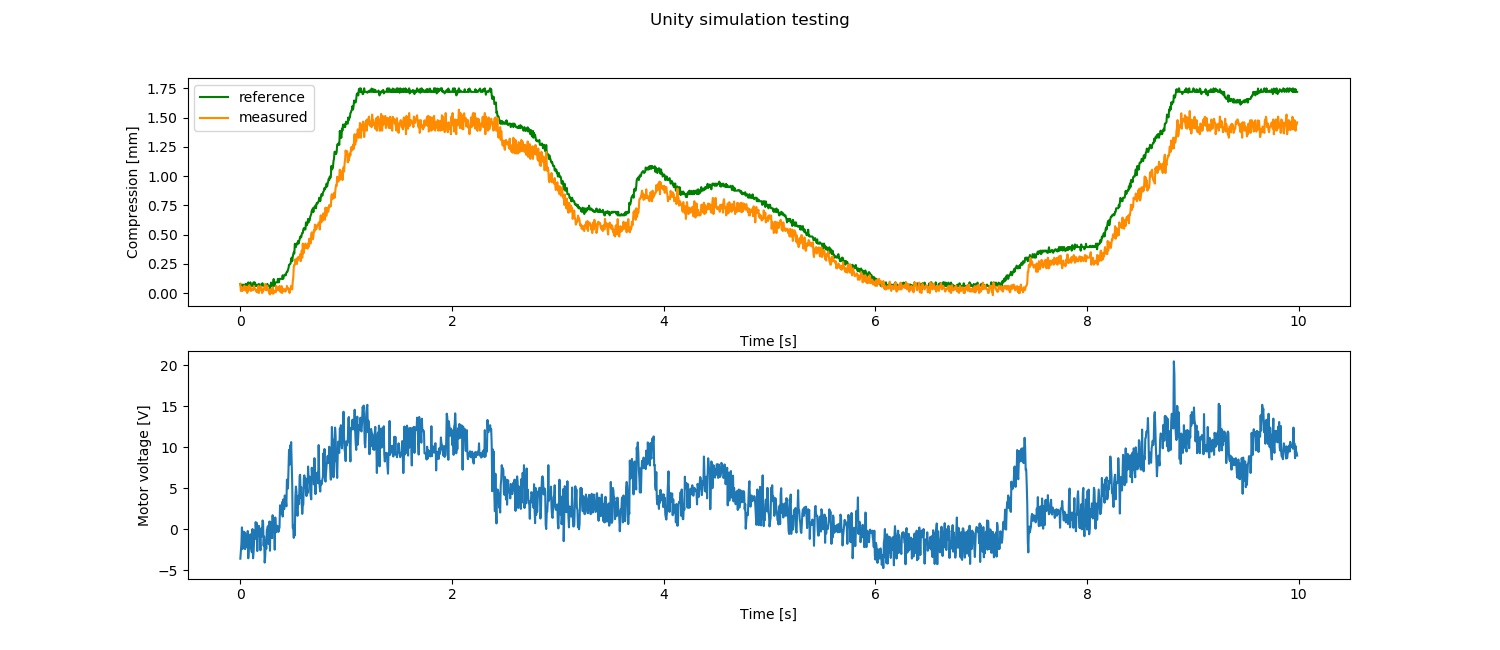 Unity simulation testing
1.75
1.50
1.25
1.00
0.75
0.50
0.25
0.00
Compression [mm]
reference
measured
0 2 4 6 8 10
Time [s]
20
15
10
5
0
−5
Motor voltage [V]
0 2 4 6 8 10
Time [s]